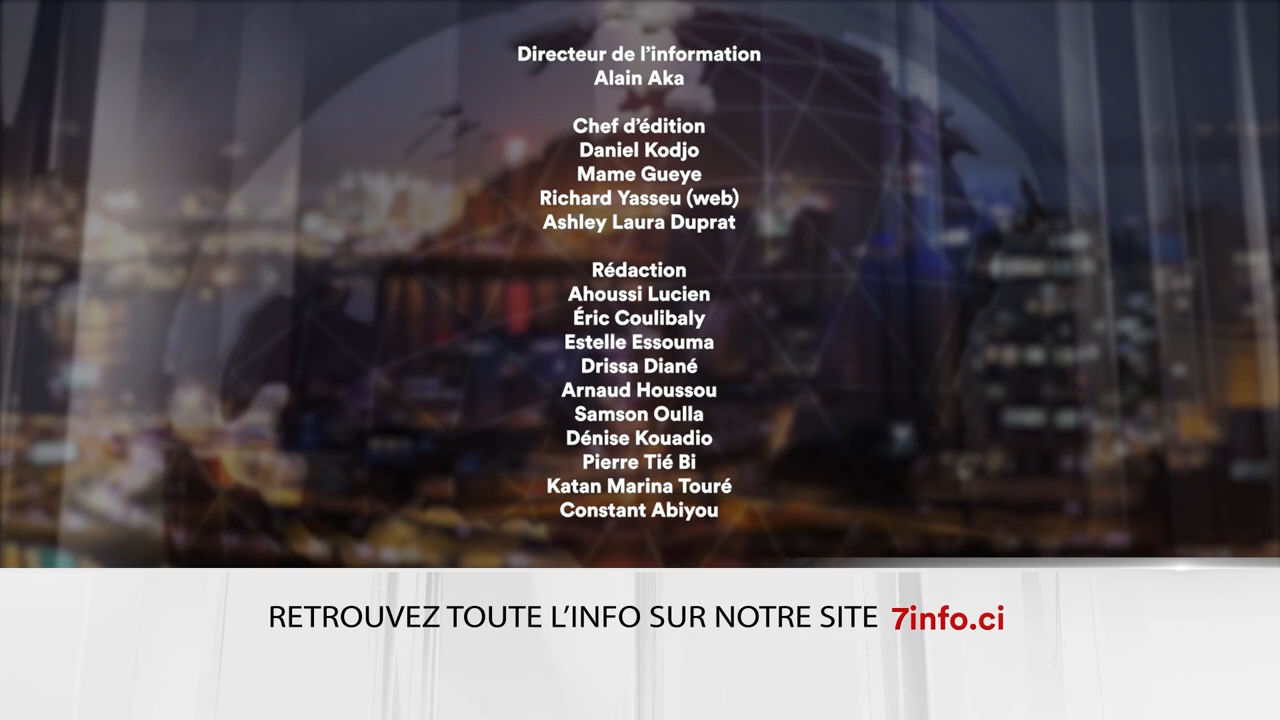 Directeur de l’information
Alain Aka
Chef d’édition
Daniel Kodjo
Mame Gueye
Richard Yasseu (web)
Ashley Laura Duprat
Rédaction
Ahoussi Lucien
Éric Coulibaly
Estelle Essouma
Drissa Diané
Arnaud Houssou
Samson Oulla
Dénise Kouadio
Pierre Tié Bi
Katan Marina Touré
Constant Abiyou
RETROUVEZ TOUTE L’INFO SUR NOTRE SITE 7info.ci